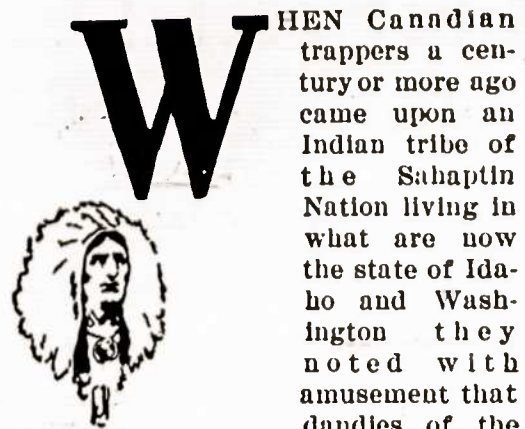 WHEN Canadian
trappers a cen-
tury or more ago
came upon an
Indian tribe of
the Sahaptin
Nation living in
what are now
the state of Ida-
ho and Wash-
ington they
noted with
amusement that
dandies of the